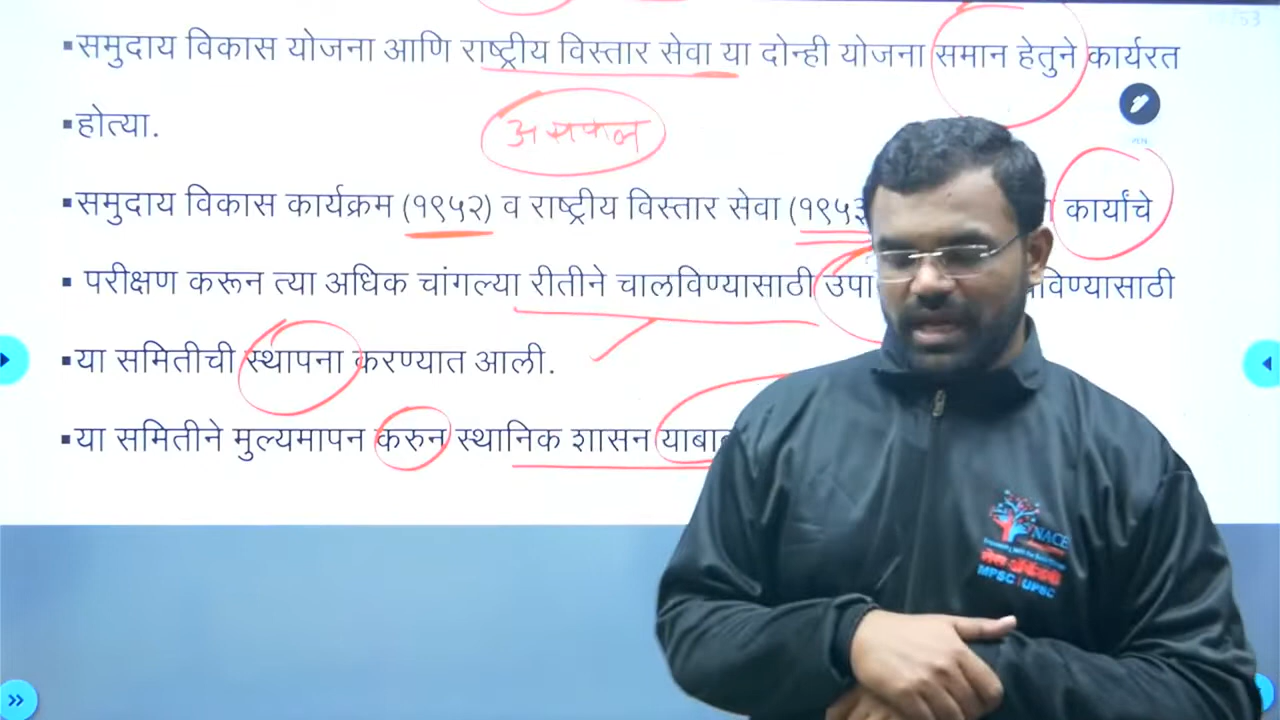 ▪समुदाय विकास योजना आणि राष्ट्रीय विस्तार सेवा या दोन्ही योजना समान हेतुने कार्यरत
▪होत्या.
असफल
▪समुदाय विकास कार्यक्रम (१९५२) व राष्ट्रीय विस्तार सेवा (१९५३ कार्यांचे
▪ परीक्षण करून त्या अधिक चांगल्या रीतीने चालविण्यासाठी उपा विण्यासाठी
▪या समितीची स्थापना करण्यात आली.
▪या समितीने मुल्यमापन करुन स्थानिक शासन याबा
NACE
MPSC | UPSC